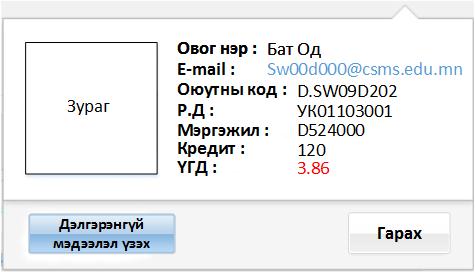 Зураг
Овог нэр : Бат Од
E-mail : Sw00d000@csms.edu.mn
Оюутны код : D.SW09D202
Р.Д : УК01103001
Мэргэжил : D524000
Кредит : 120
ҮГД : 3.86
Дэлгэрэнгүй
мэдээлэл үзэх
Гарах